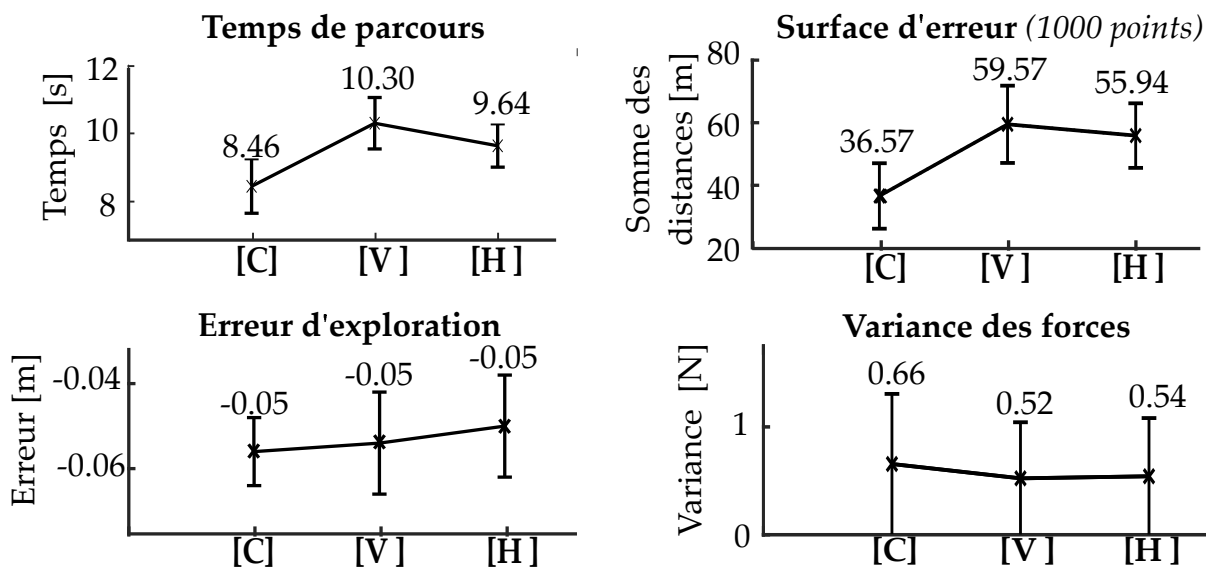 Temps de parcours
Temps [s]
12
10
8
8.46
10.30
9.64
[C]
[V ]
[H ]
Surface d'erreur (1000 points)
Somme des
distances [m]
80
60
40
20
36.57
59.57
55.94
[C]
[V ]
[H ]
Erreur d'exploration
Erreur [m]
-0.04
-0.06
-0.05
-0.05
-0.05
[C]
[V ]
[H ]
Variance des forces
Variance [N]
1
0
0.66
0.52
0.54
[C]
[V ]
[H ]